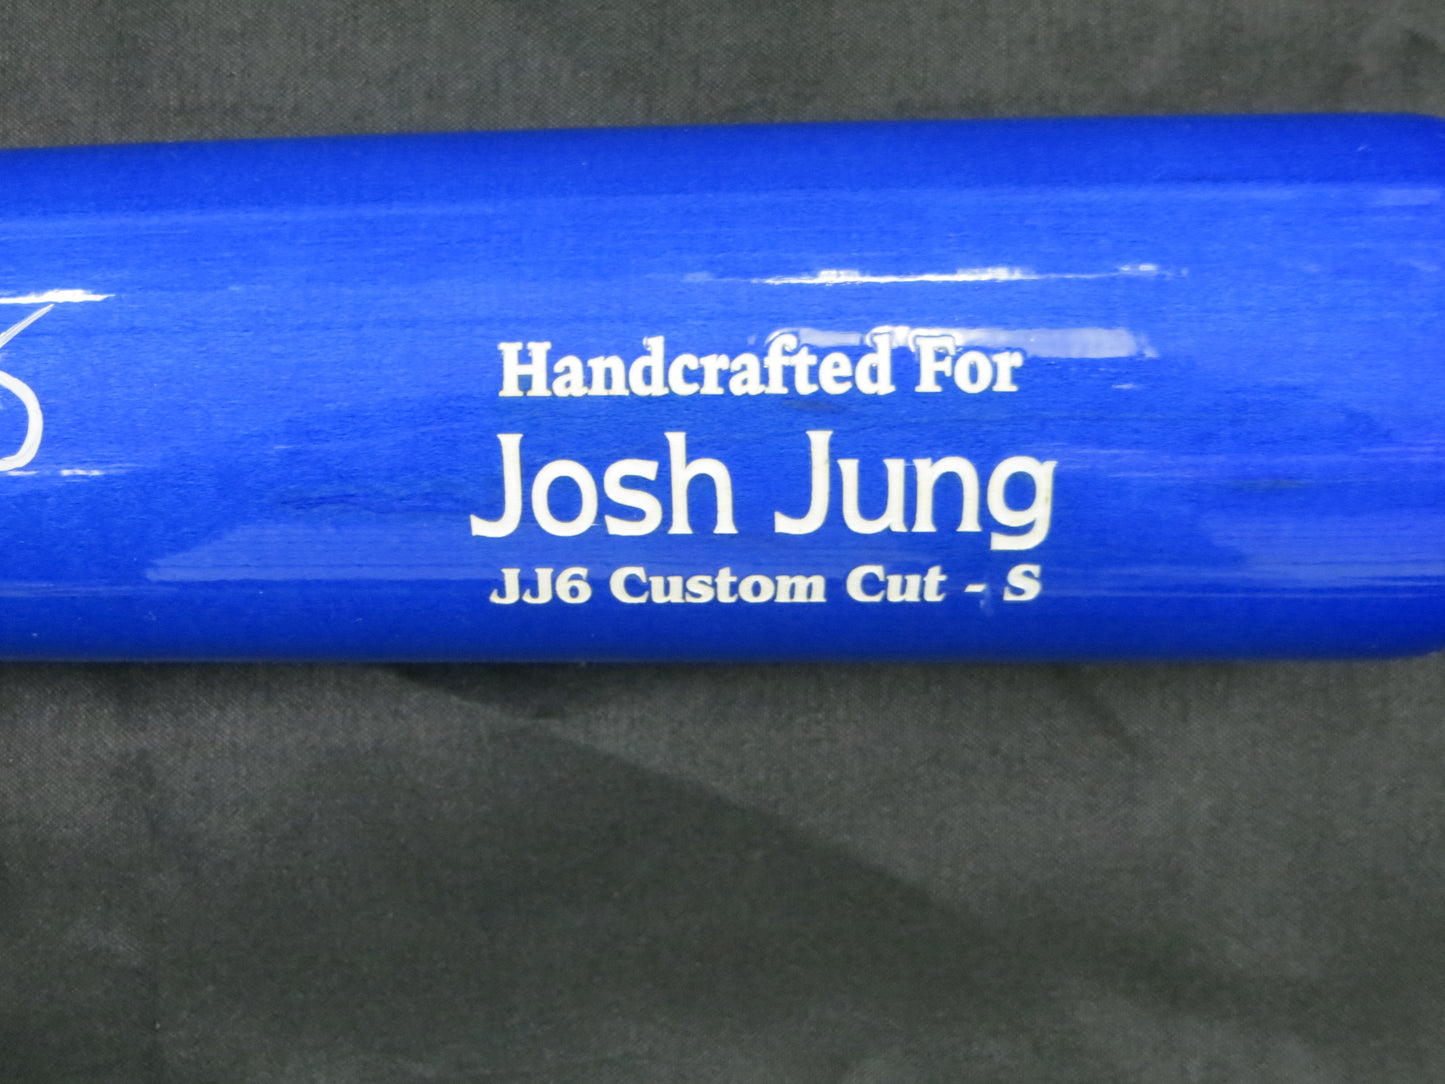 Handcrafted For
Josh Jung
JJ6 Custom Cut - S